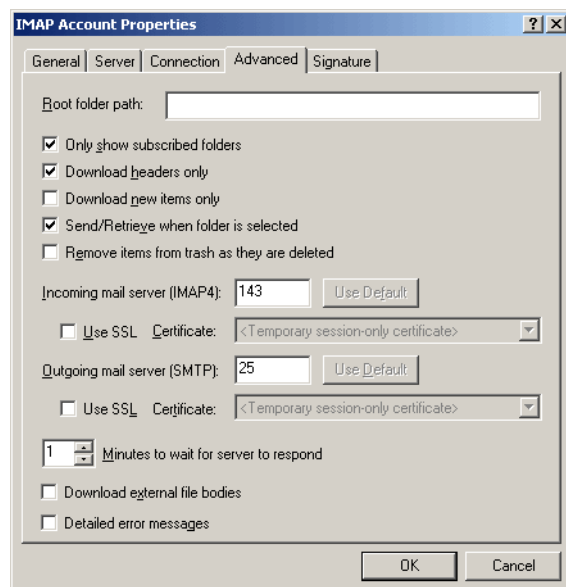 IMAP Account Properties
General Server Connection Advanced Signature
Root folder path:
Only show subscribed folders
Download headers only
Download new items only
Send/Retrieve when folder is selected
Remove items from trash as they are deleted
Incoming mail server (IMAP4): 143 Use Default
Use SSL Certificate: <Temporary session-only certificate>
Outgoing mail server (SMTP): 25 Use Default
Use SSL Certificate: <Temporary session-only certificate>
1 Minutes to wait for server to respond
Download external file bodies
Detailed error messages
OK Cancel